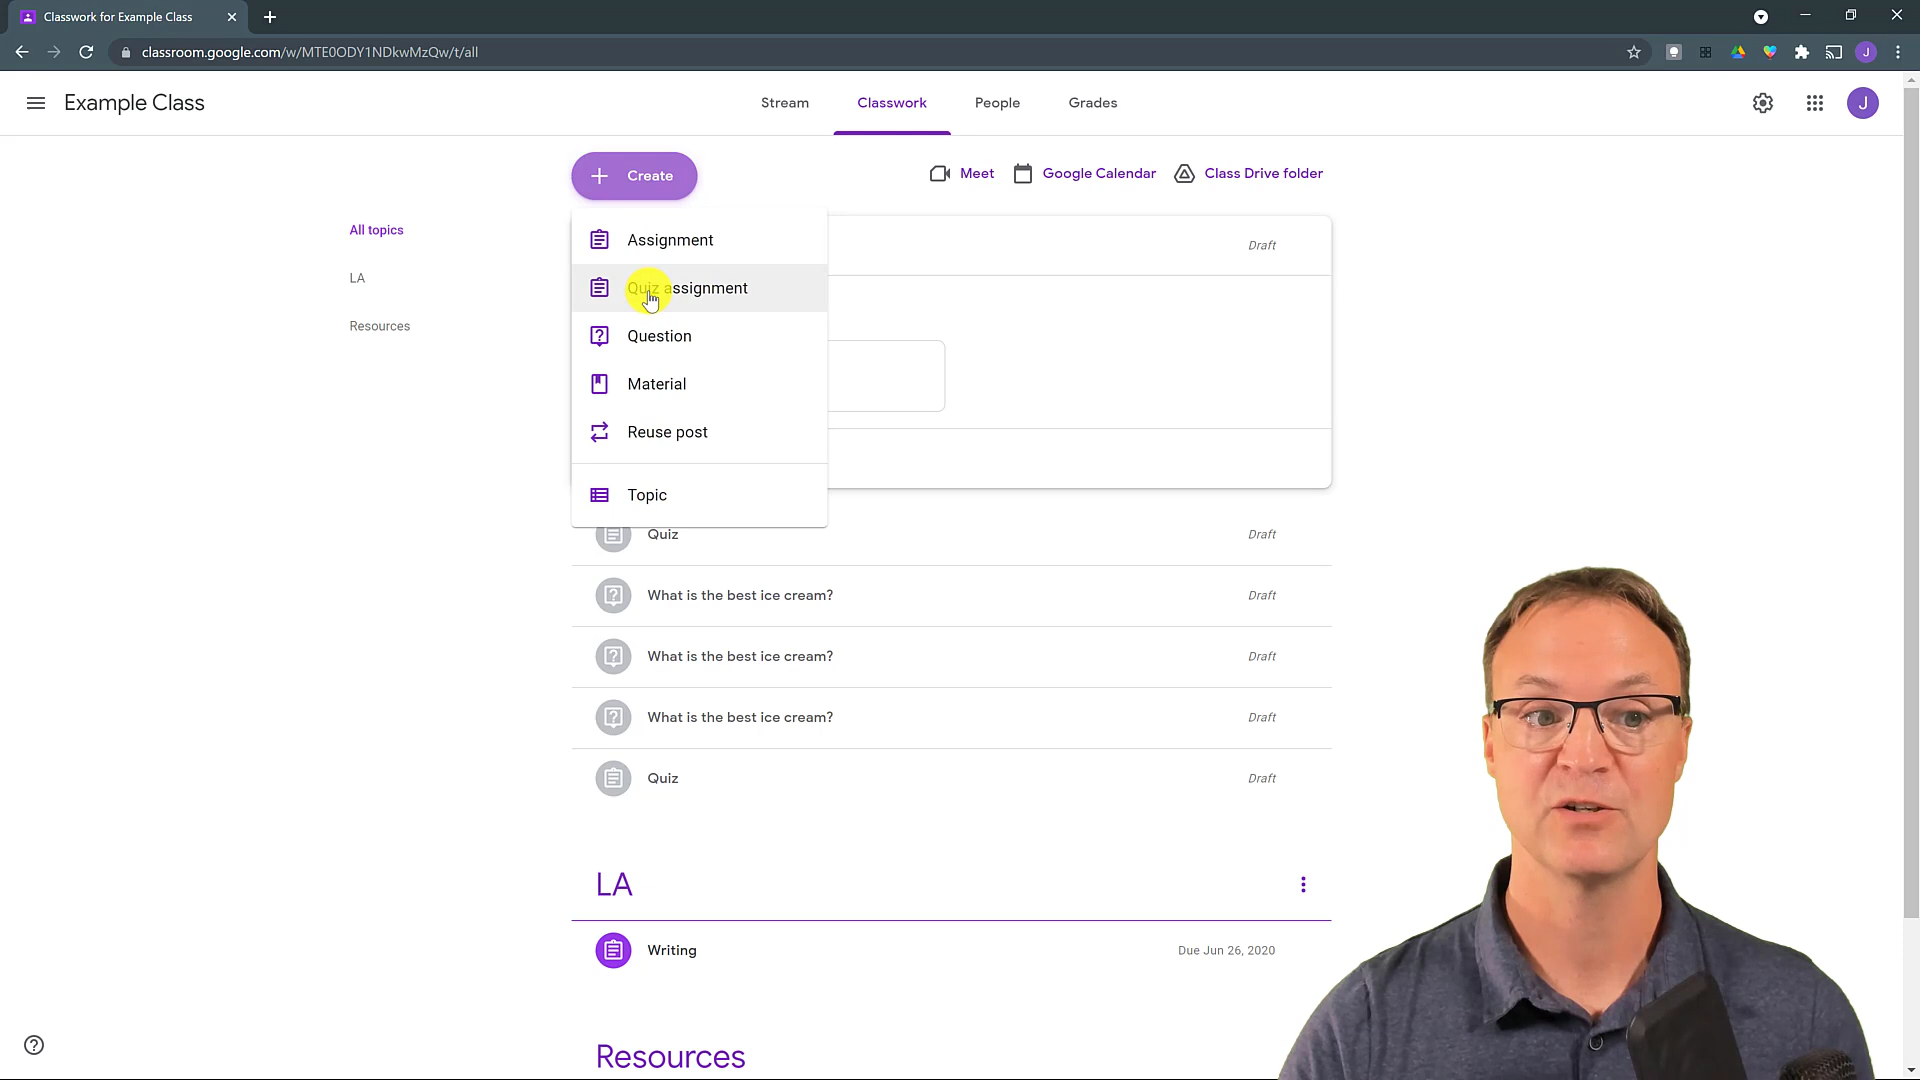 Classwork for Example Class
classroom.google.com/w/MTE0ODY1NDkwMzQw/t/all
J
Example Class
Stream
Classwork
People
Grades
J
Create
Meet
Google Calendar
Class Drive folder
All topics
LA
Resources
Assignment
Quiz assignment
Question
Material
Reuse post
Topic
Draft
Quiz Draft
What is the best ice cream? Draft
What is the best ice cream? Draft
What is the best ice cream? Draft
Quiz Draft
LA
Writing Due Jun 26, 2020
Resources